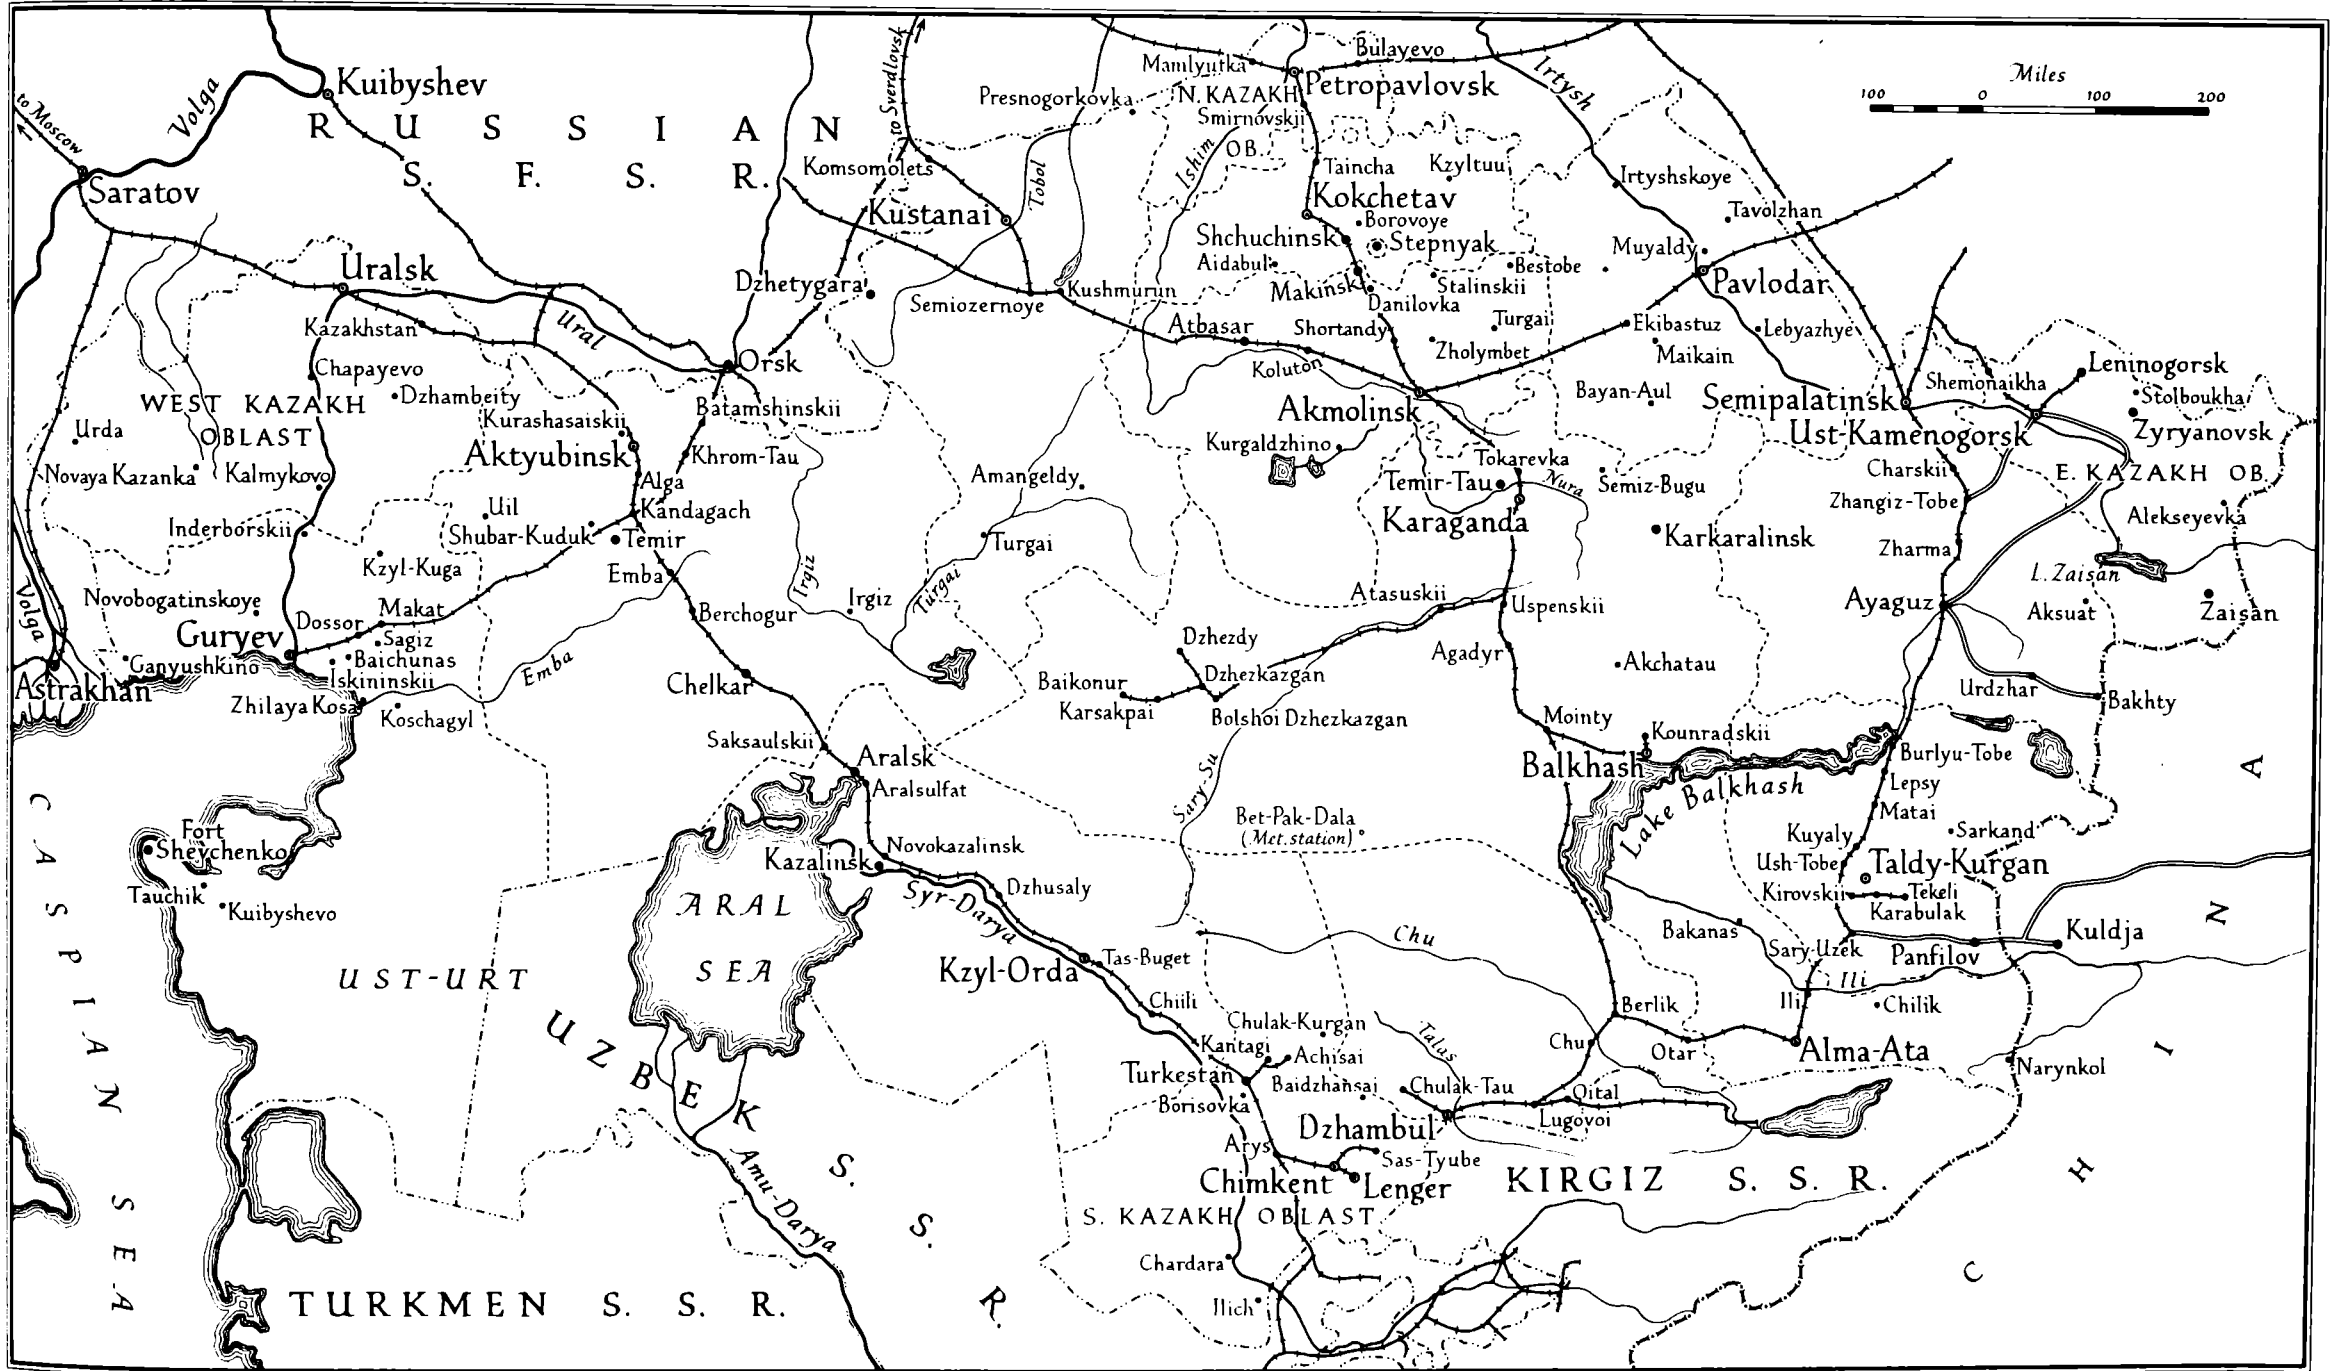 to Moscow
Volga
Kuibyshev
RUSSIAN
S. F. S. R.
to Sverdlovsk
Saratov
Komsomolets
Kustanai
Tobol
Presnogorkovka
Mamlyutka
Bulayevo
Petropavlovsk
N. KAZAKH
Smirnovskii
OB.
Ishim
Taincha
Kzyltuu
Kokchetav
Borovoye
Shchuchinsk
Stepnyak
Aidabul
Bestobe
Makinsk
Stalinskii
Danilovka
Irtysh
Miles
100 0 100 200
Irtyshskoye
Tavolzhan
Muyaldy
Pavlodar
Uralsk
Kazakhstan
Ural
Dzhetygara
Semiozernoye
Kushmurun
Atbasar
Shortandy
Turgai
Zholymbet
Koluton
Ekibastuz
Maikain
Lebyazhye
Chapayevo
Dzhambeity
WEST KAZAKH
OBLAST
Orsk
Batamshinskii
Kurashasaiskii
Aktyubinsk
Khrom-Tau
Alga
Kandagach
Urda
Novaya Kazanka
Kalmykovo
Inderborskii
Uil
Shubar-Kuduk
Temir
Kzyl-Kuga
Emba
Berchogur
Akmolinsk
Kurgaldzhino
Bayan-Aul
Semipalatinsk
Shemonaikha
Leninogorsk
Stolboukha
Ust-Kamenogorsk
Zyryanovsk
Tokarevka
Temir-Tau
Nura
Semiz-Bugu
Karaganda
Karkaralinsk
Charskii
E. KAZAKH OB.
Zhangiz-Tobe
Alekseyevka
Zharma
L. Zaisan
Ayaguz
Aksuat
Zaisan
Amangeldy
Turgai
Irgiz
Irgiz
Turgai
Novobogatinskoye
Makat
Dossor
Guryev
Sagiz
Ganyushkino
Baichunas
Iskininskii
Volga
Astrakhan
Zhilaya Kosa
Koschagyl
Emba
Chelkar
Atasuskii
Uspenskii
Dzhezdy
Agadyr
Akchatau
Baikonur
Dzhezkazgan
Karsakpai
Bolshoi Dzhezkazgan
Urdzhar
Bakhty
Saksaulskii
Aralsk
Aralsulfat
Mointy
Kounradskii
Balkhash
Lake Balkhash
Burlyu-Tobe
Lepsy
Matai
Sary-Su
Bet-Pak-Dala
(Met. station)
Kuyaly
Sarkand
Ush-Tobe
Taldy-Kurgan
Kirovskii
Tekeli
Karabulak
CASPIAN SEA
Fort
Shevchenko
Tauchik
Kuibyshevo
UST-URT
Novokazalinsk
Kazalinsk
Dzhusaly
Syr-Darya
ARAL
SEA
Kzyl-Orda
Tas-Buget
Chiili
Chu
Bakanas
Sary-Uzek
Panfilov
Kuldja
Ili
Ili
Chilik
Berlik
Chu
Otar
Alma-Ata
Narynkol
Chulak-Kurgan
Talas
Kantagi
Achisai
Turkestan
Baidzhansai
Chulak-Tau
Borisovka
Oital
Dzhambul
Lugovoi
Arys
Sas-Tyube
Chimkent
Lenger
S. KAZAKH OBLAST
KIRGIZ S. S. R.
Chardara
Ilich
UZBEK S. S. R.
Amu-Darya
TURKMEN S. S. R.
CHINA